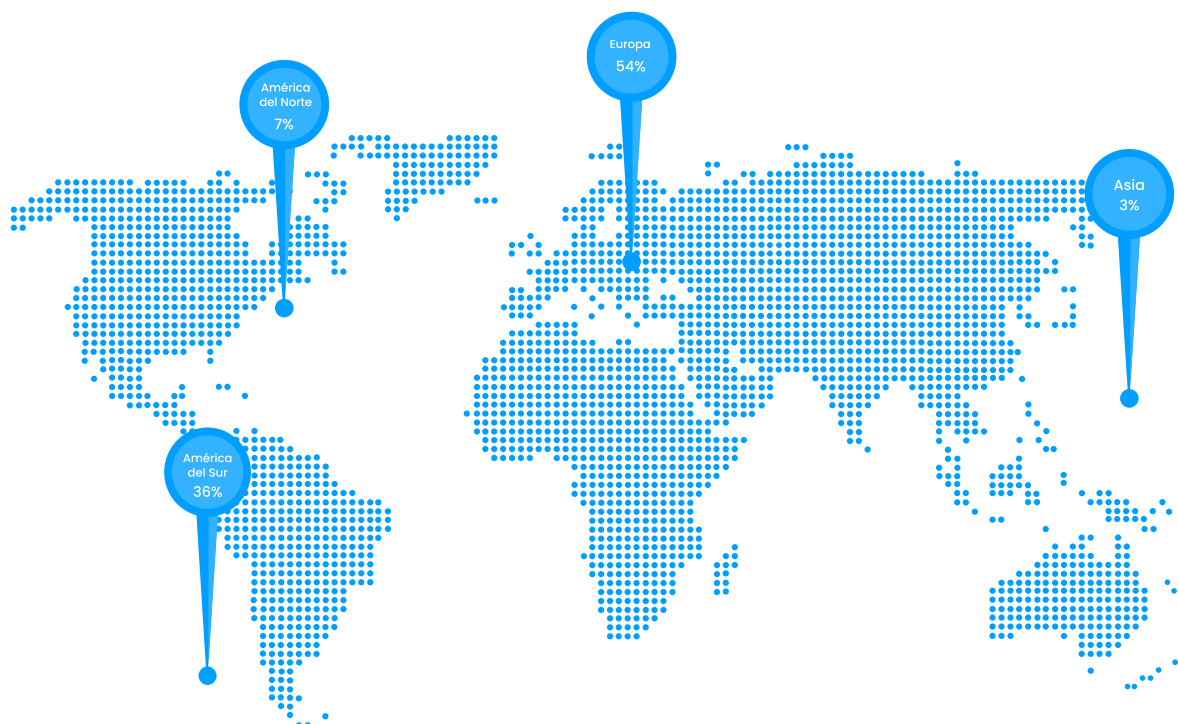 Europa
54%
América
del Norte
7%
Asia
3%
América
del Sur
36%